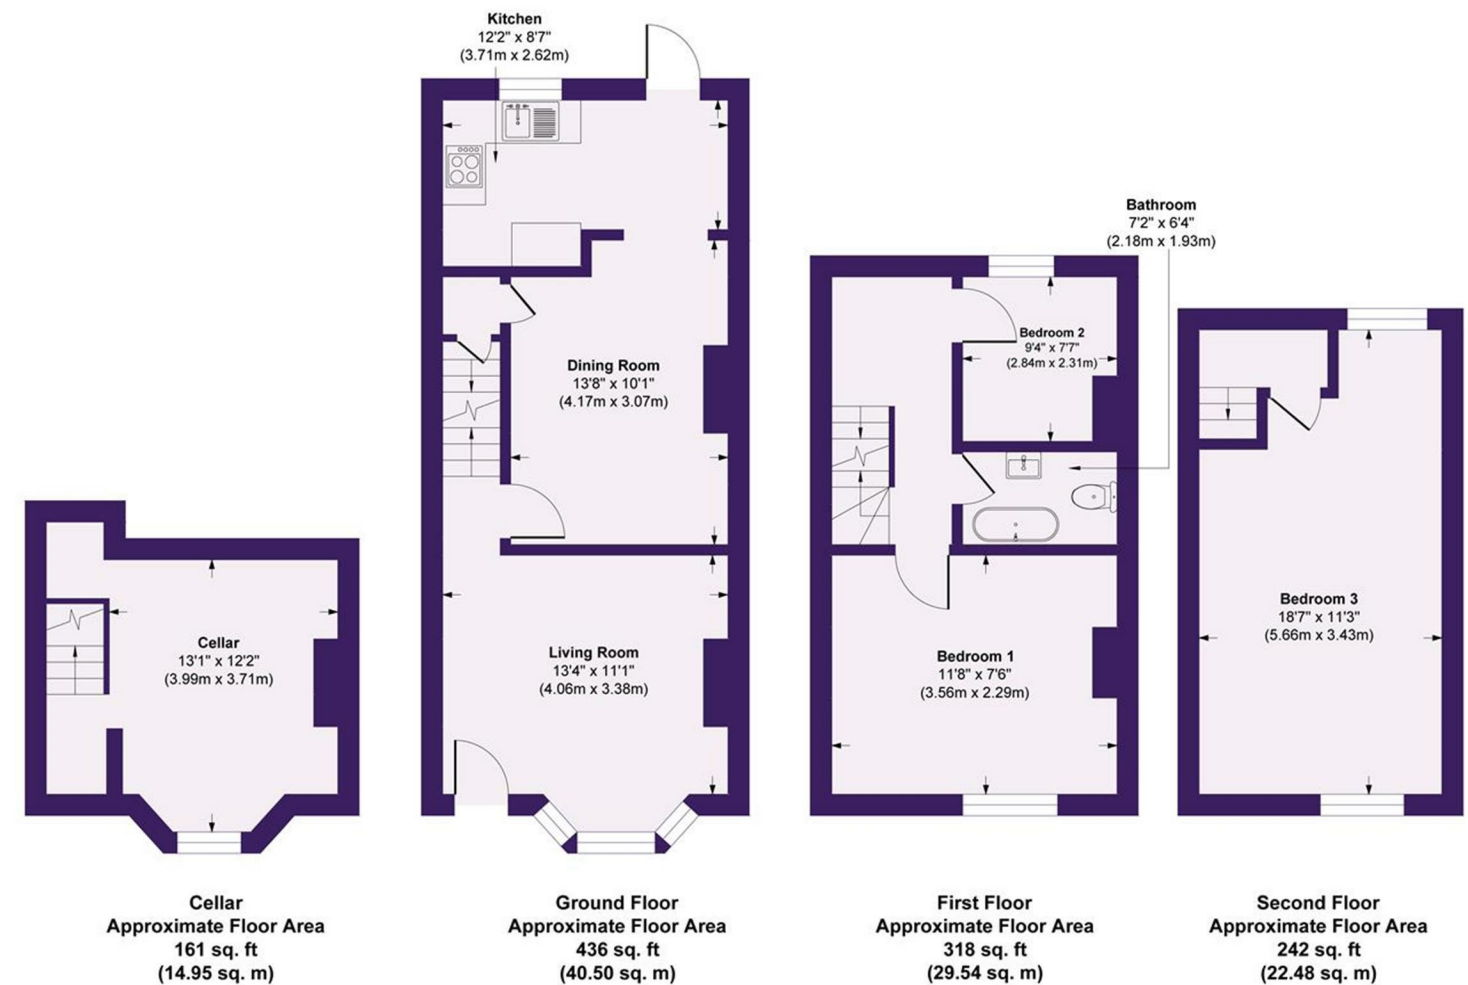 Kitchen
12'2" x 8'7"
(3.71m x 2.62m)
Dining Room
13'8" x 10'1"
(4.17m x 3.07m)
Living Room
13'4" x 11'1"
(4.06m x 3.38m)
Cellar
13'1" x 12'2"
(3.99m x 3.71m)
Bathroom
7'2" x 6'4"
(2.18m x 1.93m)
Bedroom 2
9'4" x 7'7"
(2.84m x 2.31m)
Bedroom 1
11'8" x 7'6"
(3.56m x 2.29m)
Bedroom 3
18'7" x 11'3"
(5.66m x 3.43m)
Cellar
Approximate Floor Area
161 sq. ft
(14.95 sq. m)
Ground Floor
Approximate Floor Area
436 sq. ft
(40.50 sq. m)
First Floor
Approximate Floor Area
318 sq. ft
(29.54 sq. m)
Second Floor
Approximate Floor Area
242 sq. ft
(22.48 sq. m)